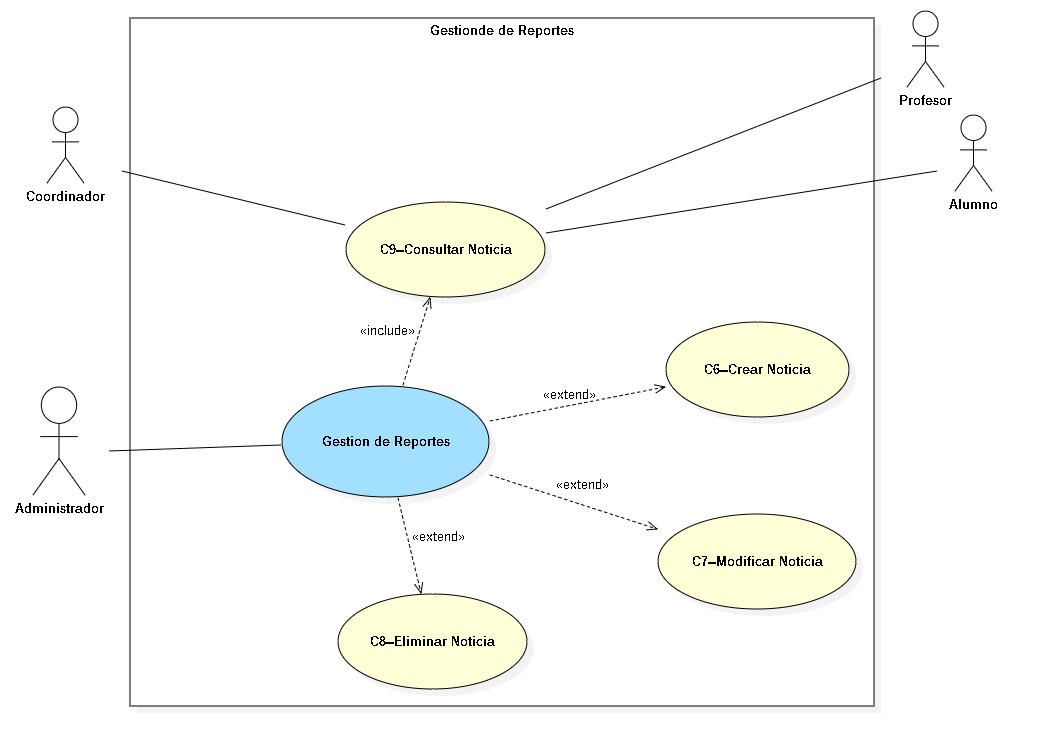 Gestionde de Reportes
Profesor
Coordinador
Alumno
C9–Consultar Noticia
«include»
C6–Crear Noticia
«extend»
Gestion de Reportes
«extend»
Administrador
«extend»
C7–Modificar Noticia
C8–Eliminar Noticia